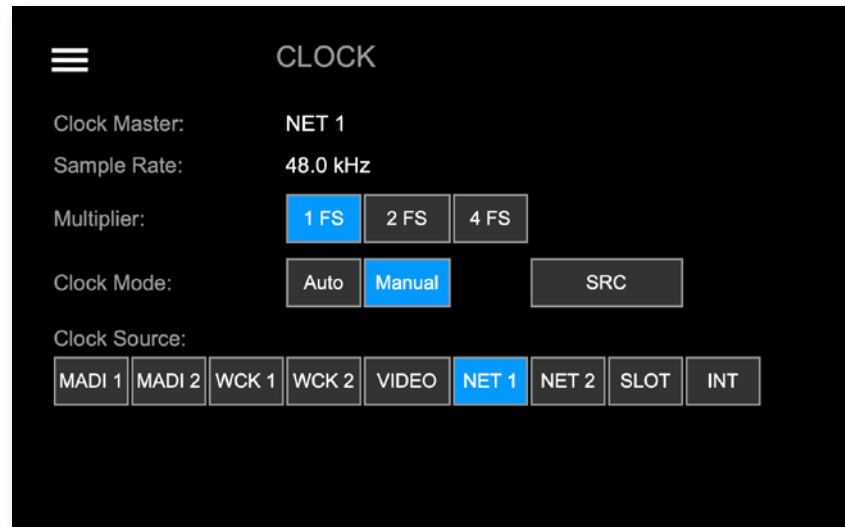 CLOCK
Clock Master: NET 1
Sample Rate: 48.0 kHz
Multiplier: 1 FS 2 FS 4 FS
Clock Mode: Auto Manual SRC
Clock Source:
MADI 1 MADI 2 WCK 1 WCK 2 VIDEO NET 1 NET 2 SLOT INT